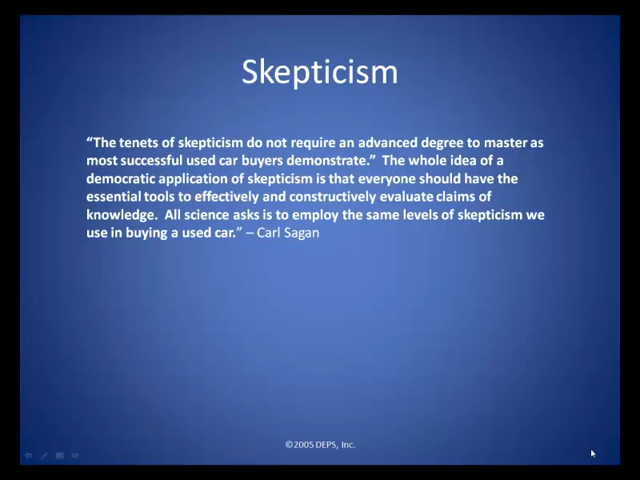 Skepticism
“The tenets of skepticism do not require an advanced degree to master as
most successful used car buyers demonstrate.”  The whole idea of a
democratic application of skepticism is that everyone should have the
essential tools to effectively and constructively evaluate claims of
knowledge.  All science asks is to employ the same levels of skepticism we
use in buying a used car.” – Carl Sagan
©2005 DEPS, Inc.